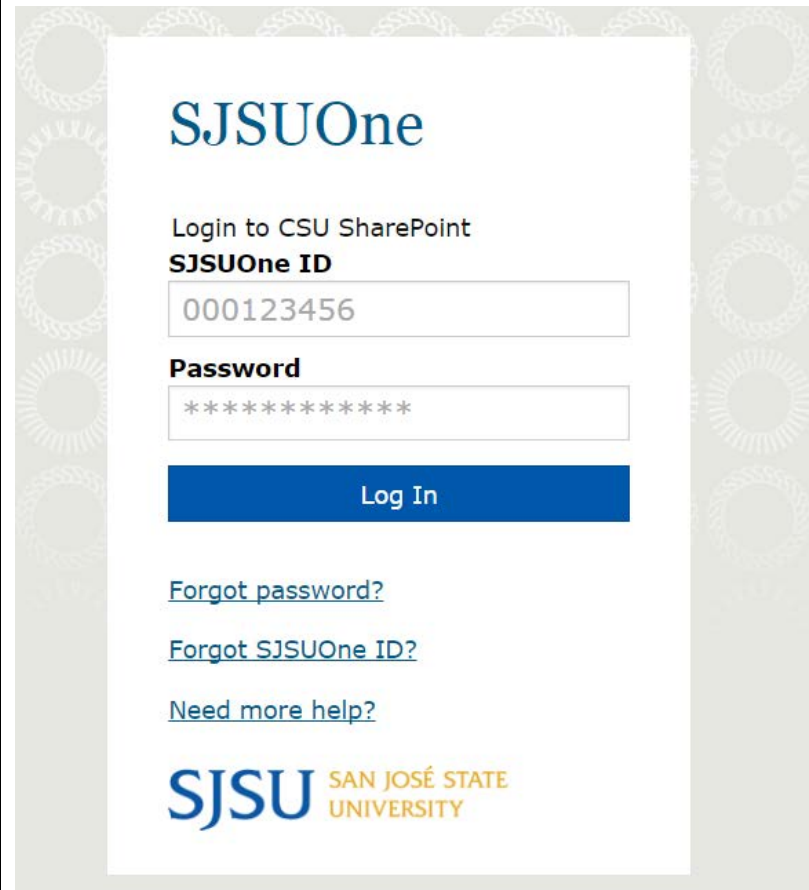 SJSUOne
Login to CSU SharePoint
SJSUOne ID
000123456
Password
************
Log In
Forgot password?
Forgot SJSUOne ID?
Need more help?
SJSU SAN JOSÉ STATE
UNIVERSITY